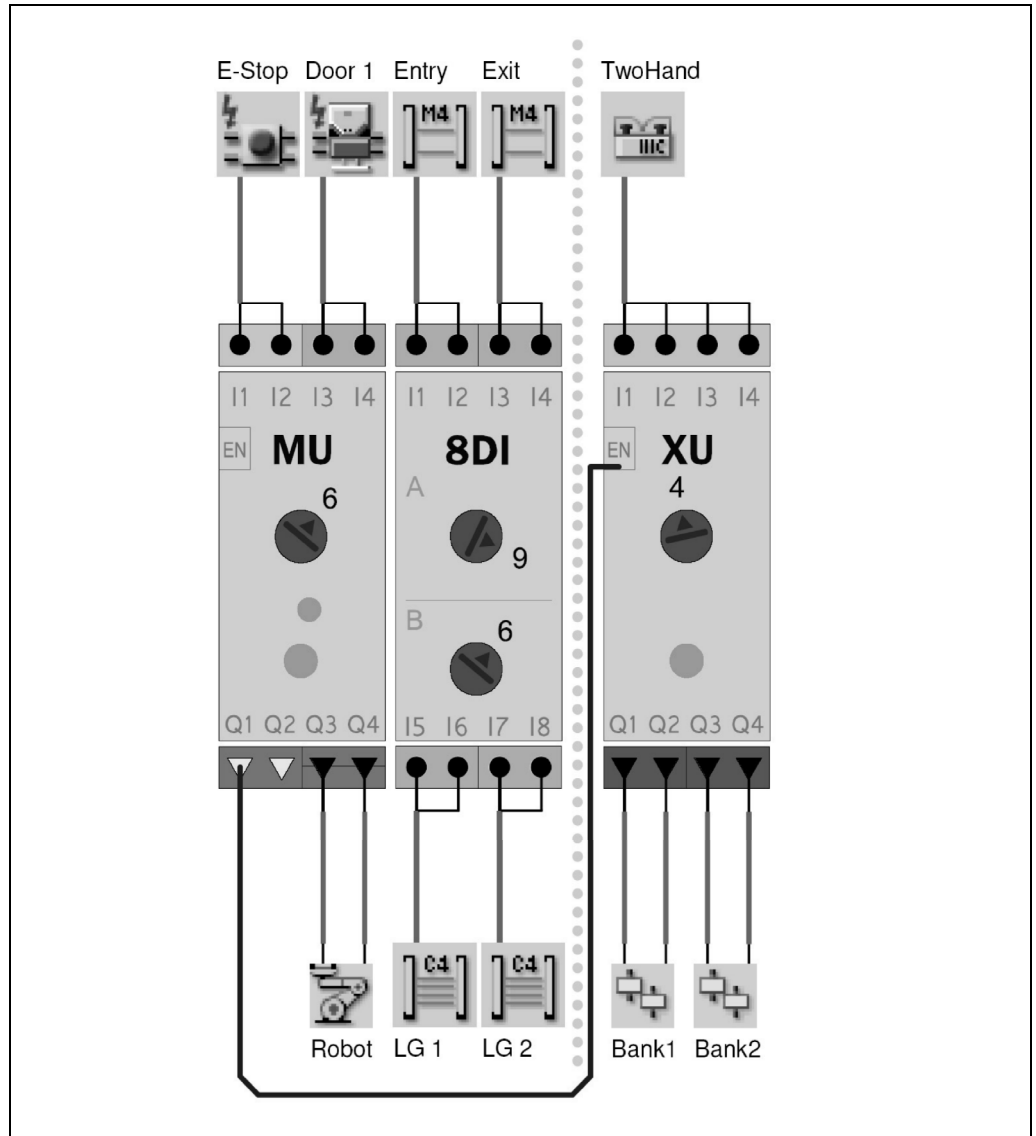 E-Stop Door 1 Entry Exit TwoHand
M4 M4 IIIC
I1 I2 I3 I4 I1 I2 I3 I4 I1 I2 I3 I4
EN MU 8DI EN XU
6 A 9 4
B 6
Q1 Q2 Q3 Q4 I5 I6 I7 I8 Q1 Q2 Q3 Q4
C4 C4
Robot LG 1 LG 2 Bank1 Bank2